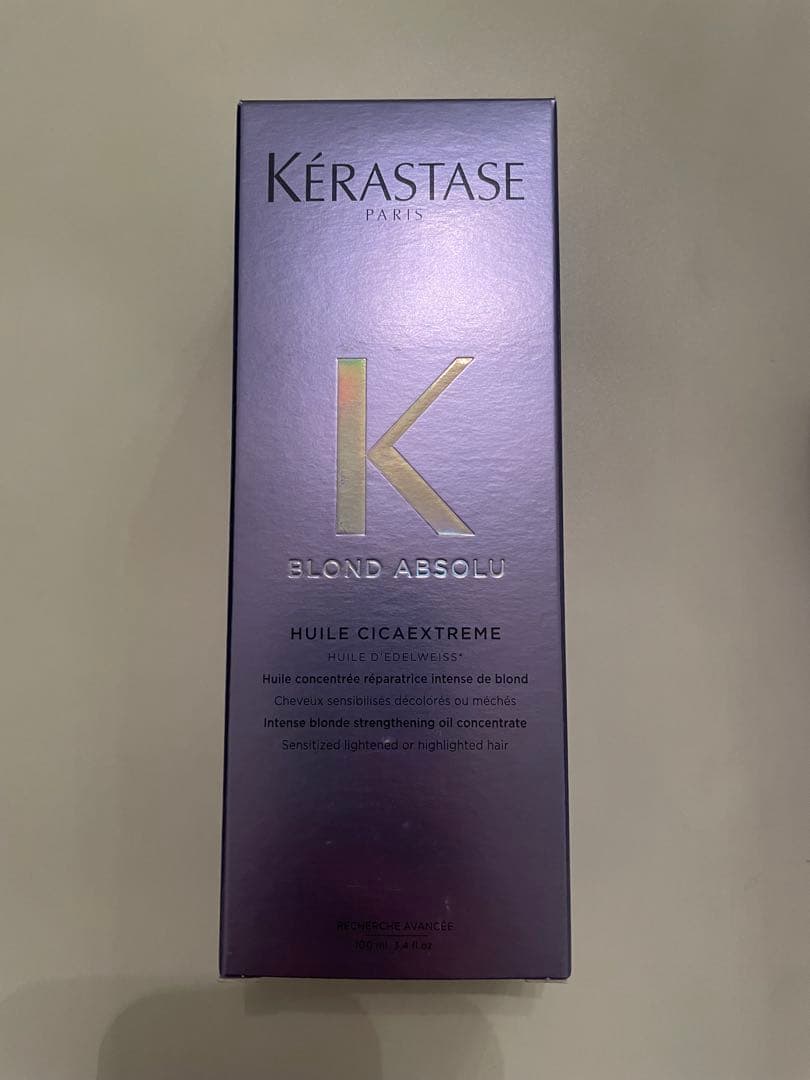 KÉRASTASE
PARIS
K
BLOND ABSOLU
HUILE CICAEXTREME
HUILE D'EDELWEISS*
Huile concentrée réparatrice intense de blond
Cheveux sensibilisés décolorés ou méchés
Intense blonde strengthening oil concentrate
Sensitized lightened or highlighted hair
RECHERCHE AVANCÉE
100 ml. 3.4 fl.oz